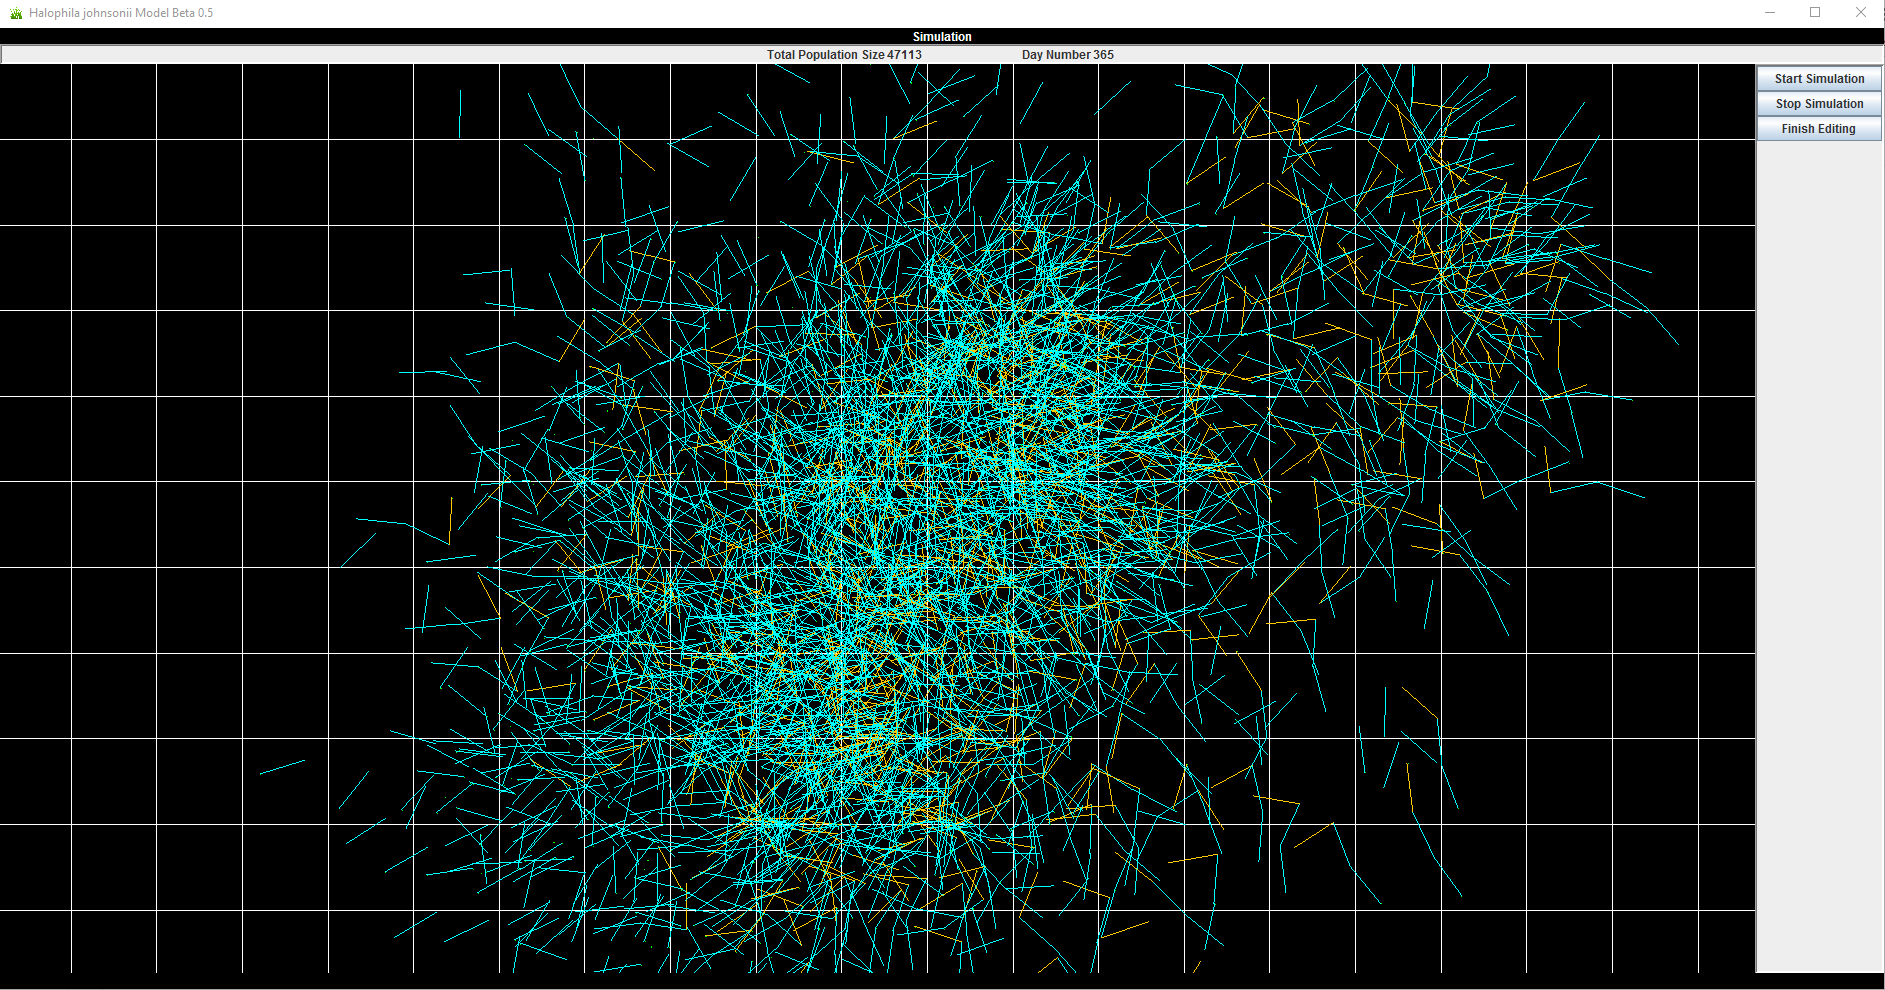 Halophila johnsonii Model Beta 0.5
Simulation
Total Population Size 47113 Day Number 365
Start Simulation
Stop Simulation
Finish Editing